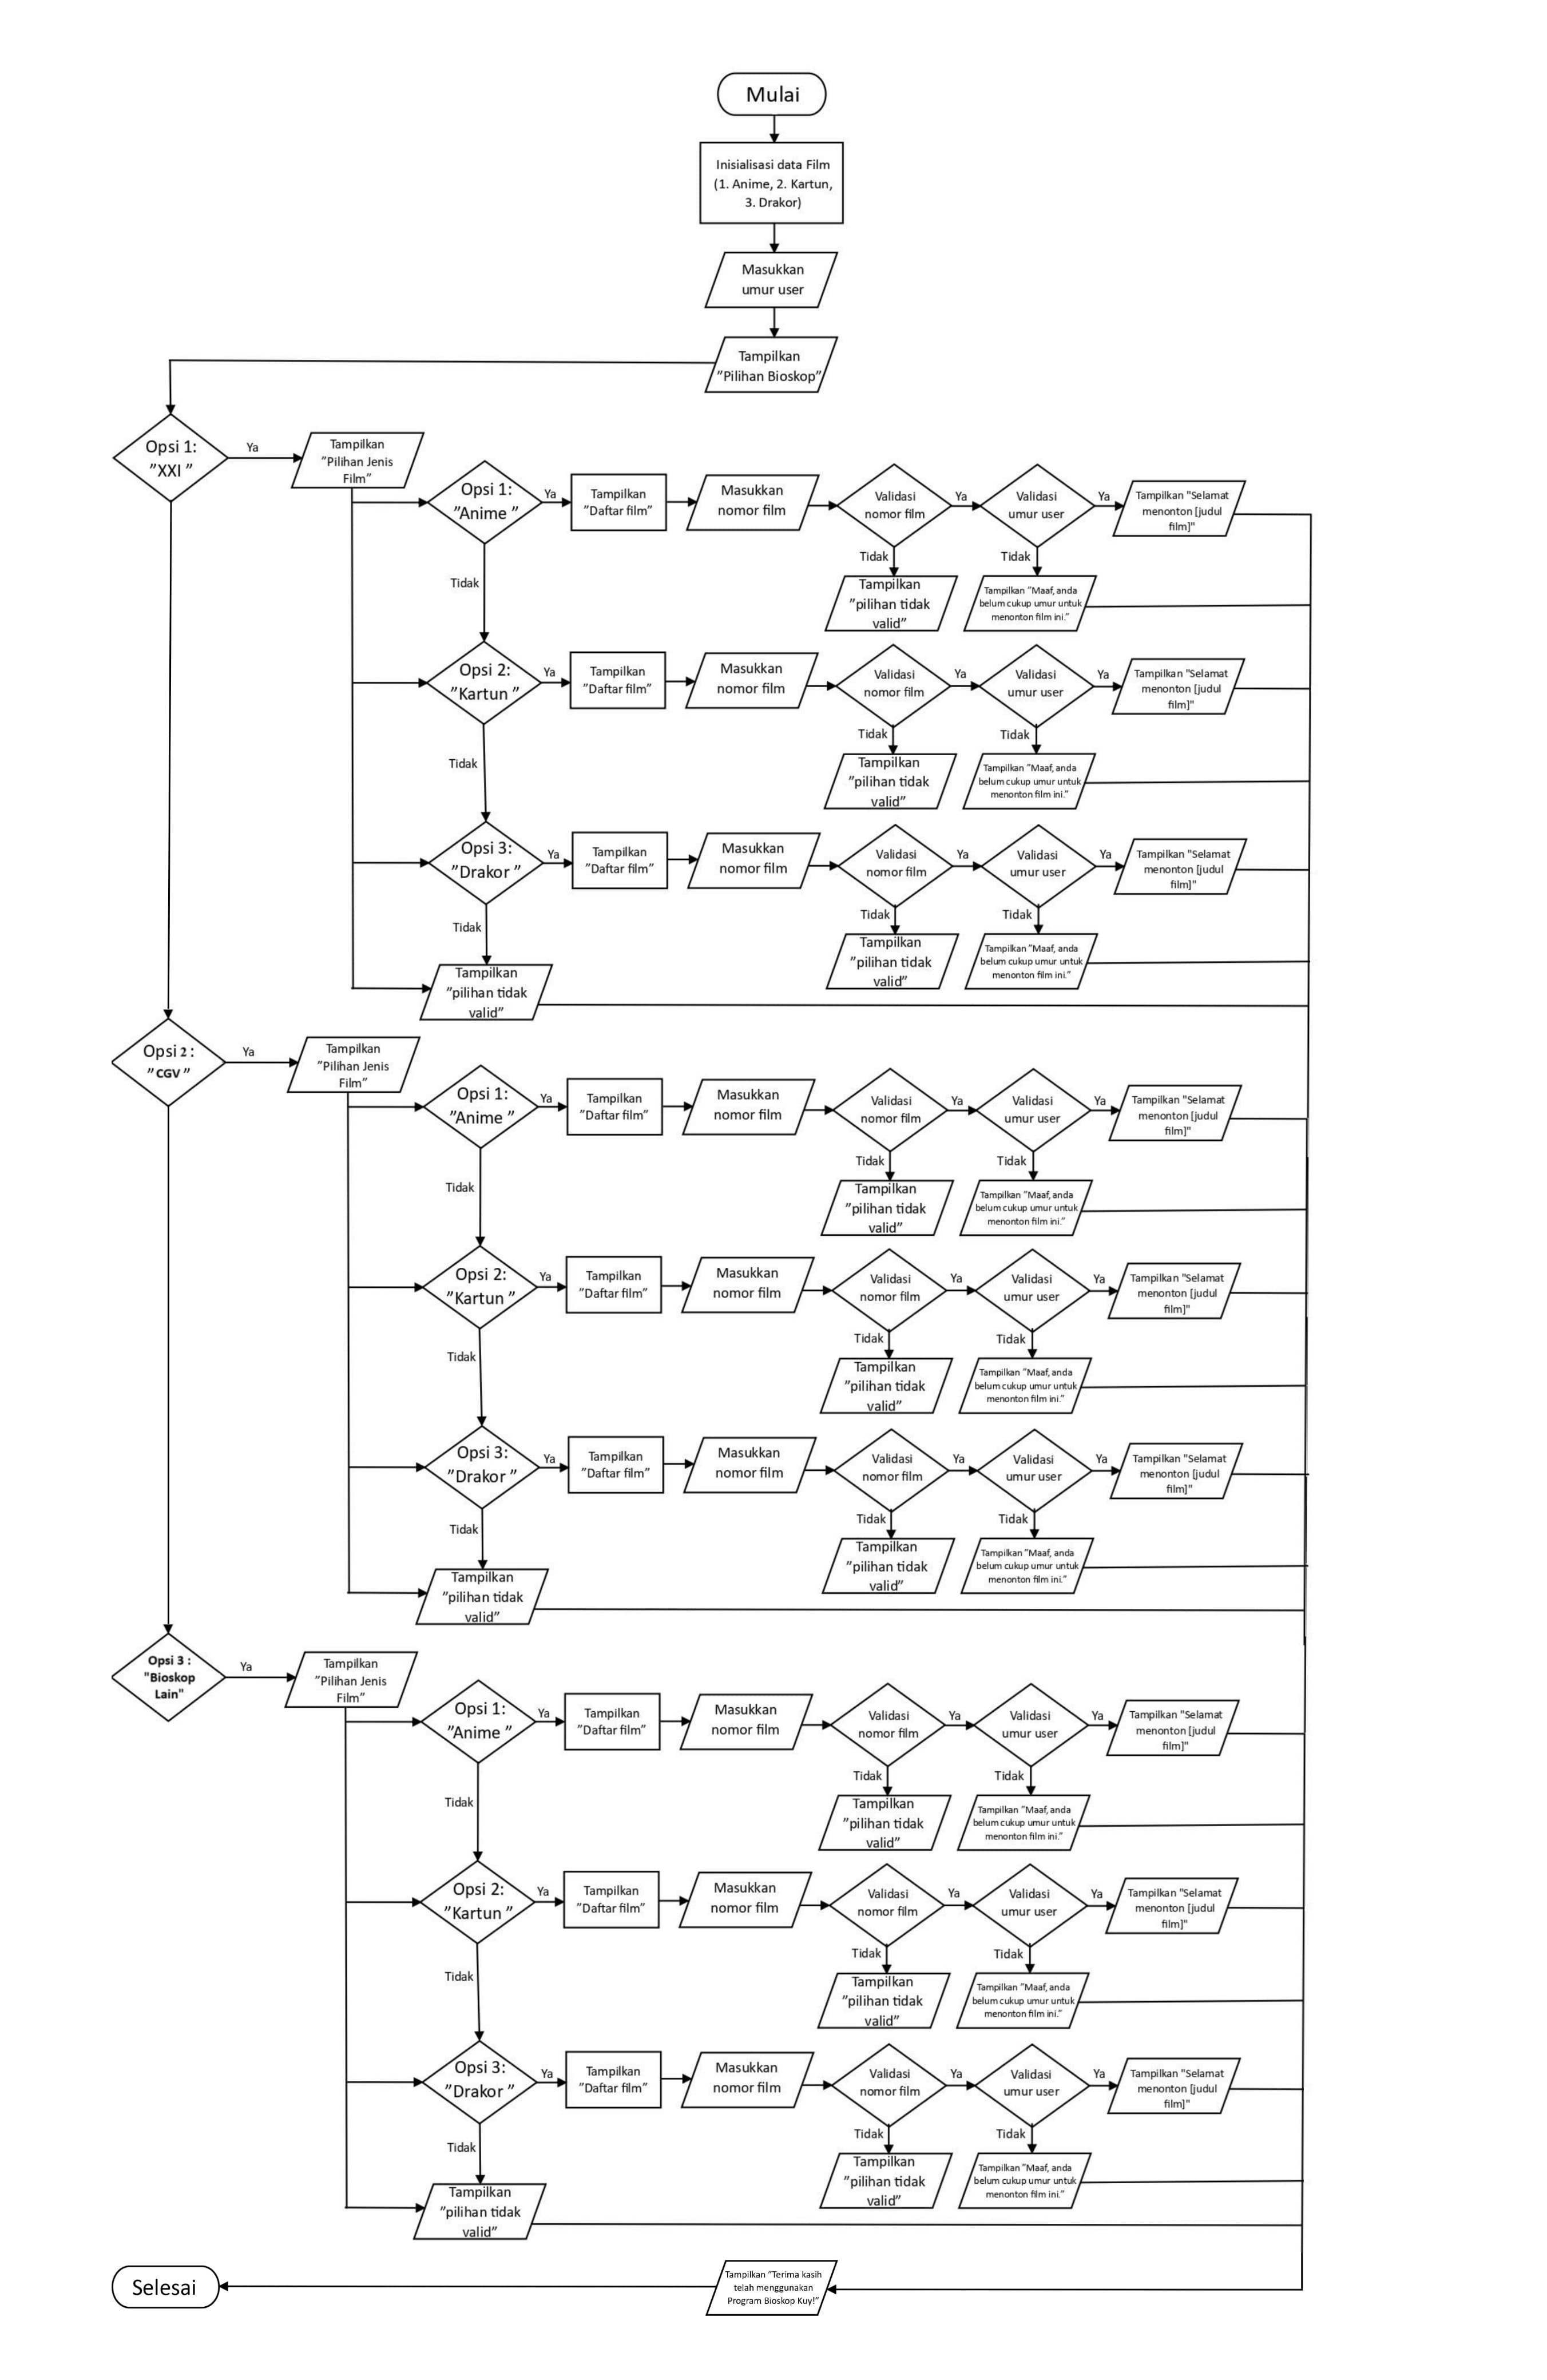 Mulai
Inisialisasi data Film
(1. Anime, 2. Kartun,
3. Drakor)
Masukkan
umur user
Tampilkan
”Pilihan Bioskop”
Opsi 1:
”XXI ”
Ya
Tampilkan
”Pilihan Jenis
Film”
Opsi 1:
”Anime ”
Ya
Tampilkan
”Daftar film”
Masukkan
nomor film
Validasi
nomor film
Ya
Validasi
umur user
Ya
Tampilkan "Selamat
menonton [judul
film]"
Tidak
Tidak
Tidak
Tampilkan
”pilihan tidak
valid”
Tampilkan ”Maaf, anda
belum cukup umur untuk
menonton film ini.”
Opsi 2:
”Kartun ”
Ya
Tampilkan
”Daftar film”
Masukkan
nomor film
Validasi
nomor film
Ya
Validasi
umur user
Ya
Tampilkan "Selamat
menonton [judul
film]"
Tidak
Tidak
Tidak
Tampilkan
”pilihan tidak
valid”
Tampilkan ”Maaf, anda
belum cukup umur untuk
menonton film ini.”
Opsi 3:
”Drakor ”
Ya
Tampilkan
”Daftar film”
Masukkan
nomor film
Validasi
nomor film
Ya
Validasi
umur user
Ya
Tampilkan "Selamat
menonton [judul
film]"
Tidak
Tidak
Tidak
Tampilkan
”pilihan tidak
valid”
Tampilkan ”Maaf, anda
belum cukup umur untuk
menonton film ini.”
Tampilkan
”pilihan tidak
valid”
Opsi 2 :
” CGV ”
Ya
Tampilkan
”Pilihan Jenis
Film”
Opsi 1:
”Anime ”
Ya
Tampilkan
”Daftar film”
Masukkan
nomor film
Validasi
nomor film
Ya
Validasi
umur user
Ya
Tampilkan "Selamat
menonton [judul
film]"
Tidak
Tidak
Tidak
Tampilkan
”pilihan tidak
valid”
Tampilkan ”Maaf, anda
belum cukup umur untuk
menonton film ini.”
Opsi 2:
”Kartun ”
Ya
Tampilkan
”Daftar film”
Masukkan
nomor film
Validasi
nomor film
Ya
Validasi
umur user
Ya
Tampilkan "Selamat
menonton [judul
film]"
Tidak
Tidak
Tidak
Tampilkan
”pilihan tidak
valid”
Tampilkan ”Maaf, anda
belum cukup umur untuk
menonton film ini.”
Opsi 3:
”Drakor ”
Ya
Tampilkan
”Daftar film”
Masukkan
nomor film
Validasi
nomor film
Ya
Validasi
umur user
Ya
Tampilkan "Selamat
menonton [judul
film]"
Tidak
Tidak
Tidak
Tampilkan
”pilihan tidak
valid”
Tampilkan ”Maaf, anda
belum cukup umur untuk
menonton film ini.”
Tampilkan
”pilihan tidak
valid”
Opsi 3 :
"Bioskop
Lain"
Ya
Tampilkan
”Pilihan Jenis
Film”
Opsi 1:
”Anime ”
Ya
Tampilkan
”Daftar film”
Masukkan
nomor film
Validasi
nomor film
Ya
Validasi
umur user
Ya
Tampilkan "Selamat
menonton [judul
film]"
Tidak
Tidak
Tidak
Tampilkan
”pilihan tidak
valid”
Tampilkan ”Maaf, anda
belum cukup umur untuk
menonton film ini.”
Opsi 2:
”Kartun ”
Ya
Tampilkan
”Daftar film”
Masukkan
nomor film
Validasi
nomor film
Ya
Validasi
umur user
Ya
Tampilkan "Selamat
menonton [judul
film]"
Tidak
Tidak
Tidak
Tampilkan
”pilihan tidak
valid”
Tampilkan ”Maaf, anda
belum cukup umur untuk
menonton film ini.”
Opsi 3:
”Drakor ”
Ya
Tampilkan
”Daftar film”
Masukkan
nomor film
Validasi
nomor film
Ya
Validasi
umur user
Ya
Tampilkan "Selamat
menonton [judul
film]"
Tidak
Tidak
Tidak
Tampilkan
”pilihan tidak
valid”
Tampilkan ”Maaf, anda
belum cukup umur untuk
menonton film ini.”
Tampilkan
”pilihan tidak
valid”
Selesai
Tampilkan ”Terima kasih
telah menggunakan
Program Bioskop Kuy!”